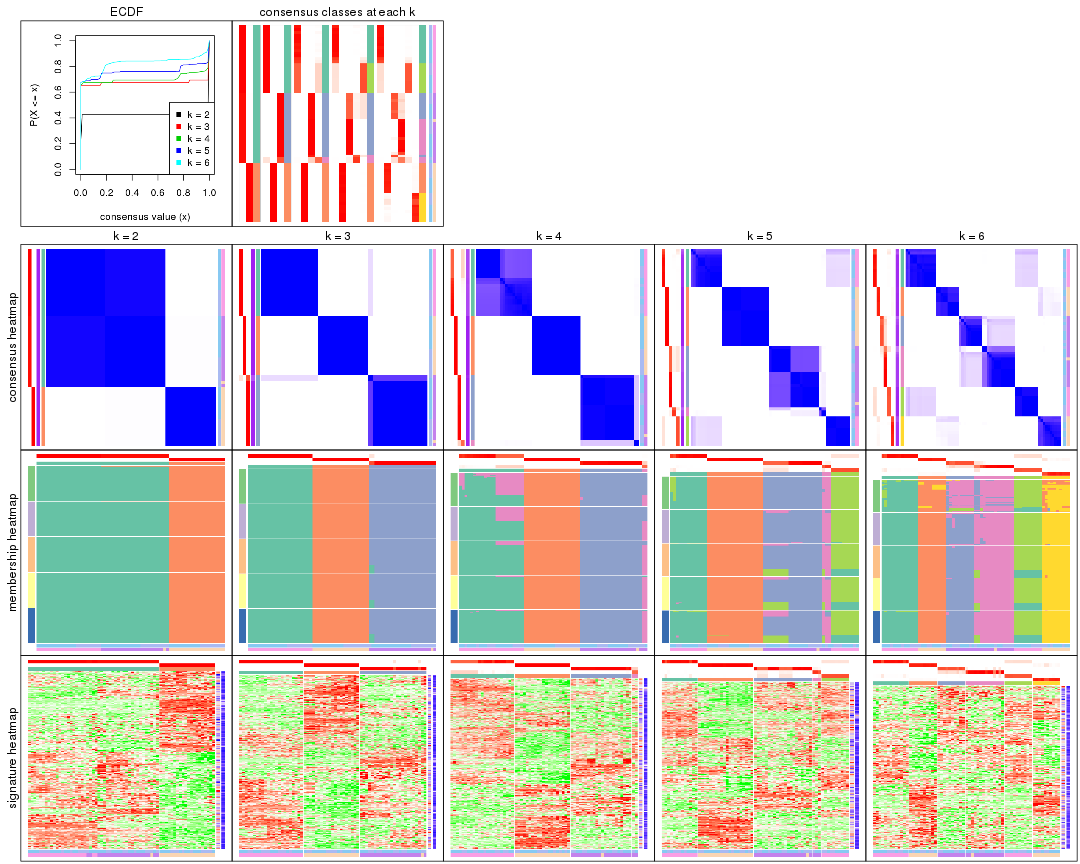 ECDF
consensus classes at each k
P(X <= x)
0.0 0.2 0.4 0.6 0.8 1.0
k = 2
k = 3
k = 4
k = 5
k = 6
0.0 0.2 0.4 0.6 0.8 1.0
consensus value (x)
k = 2
k = 3
k = 4
k = 5
k = 6
consensus heatmap
membership heatmap
signature heatmap